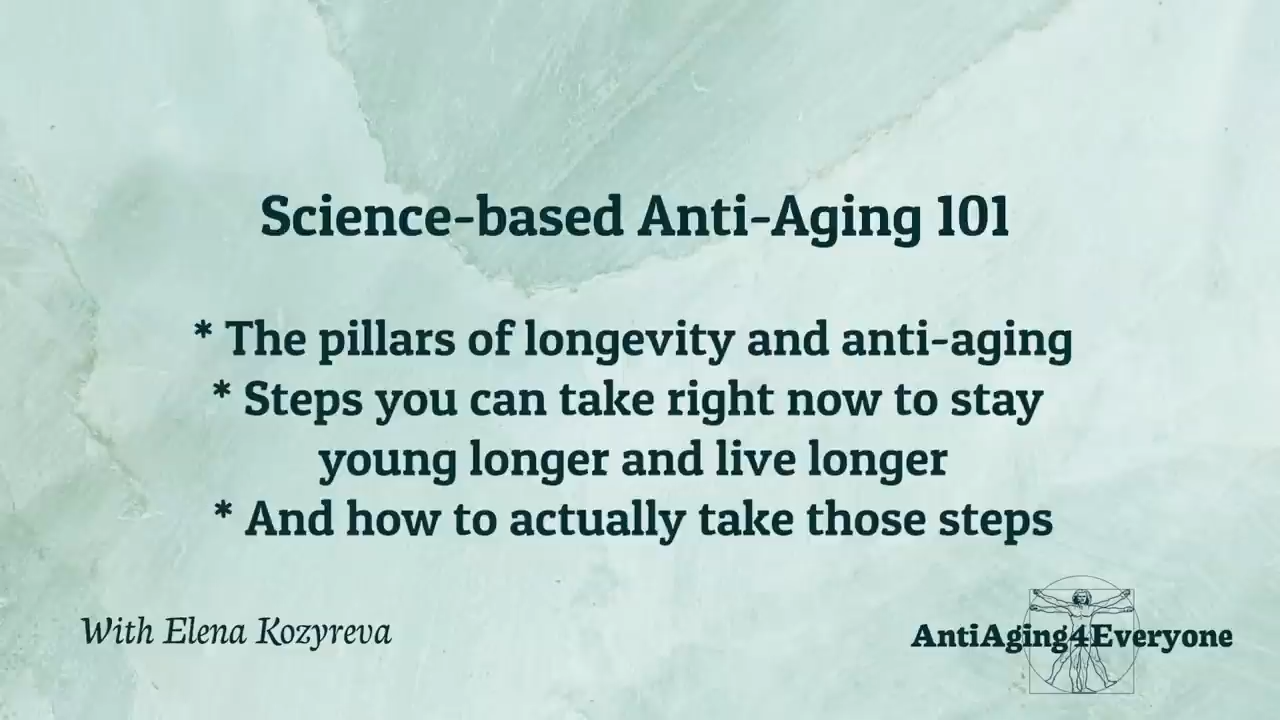 Science-based Anti-Aging 101
* The pillars of longevity and anti-aging
* Steps you can take right now to stay
young longer and live longer
* And how to actually take those steps
With Elena Kozyreva
AntiAging4Everyone